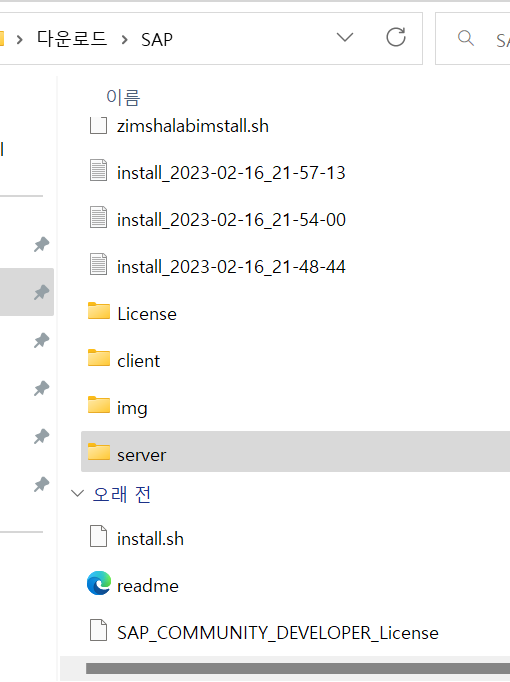 다운로드 > SAP
이름
zimshalabimstall.sh
install_2023-02-16_21-57-13
install_2023-02-16_21-54-00
install_2023-02-16_21-48-44
License
client
img
server
오래 전
install.sh
readme
SAP_COMMUNITY_DEVELOPER_License